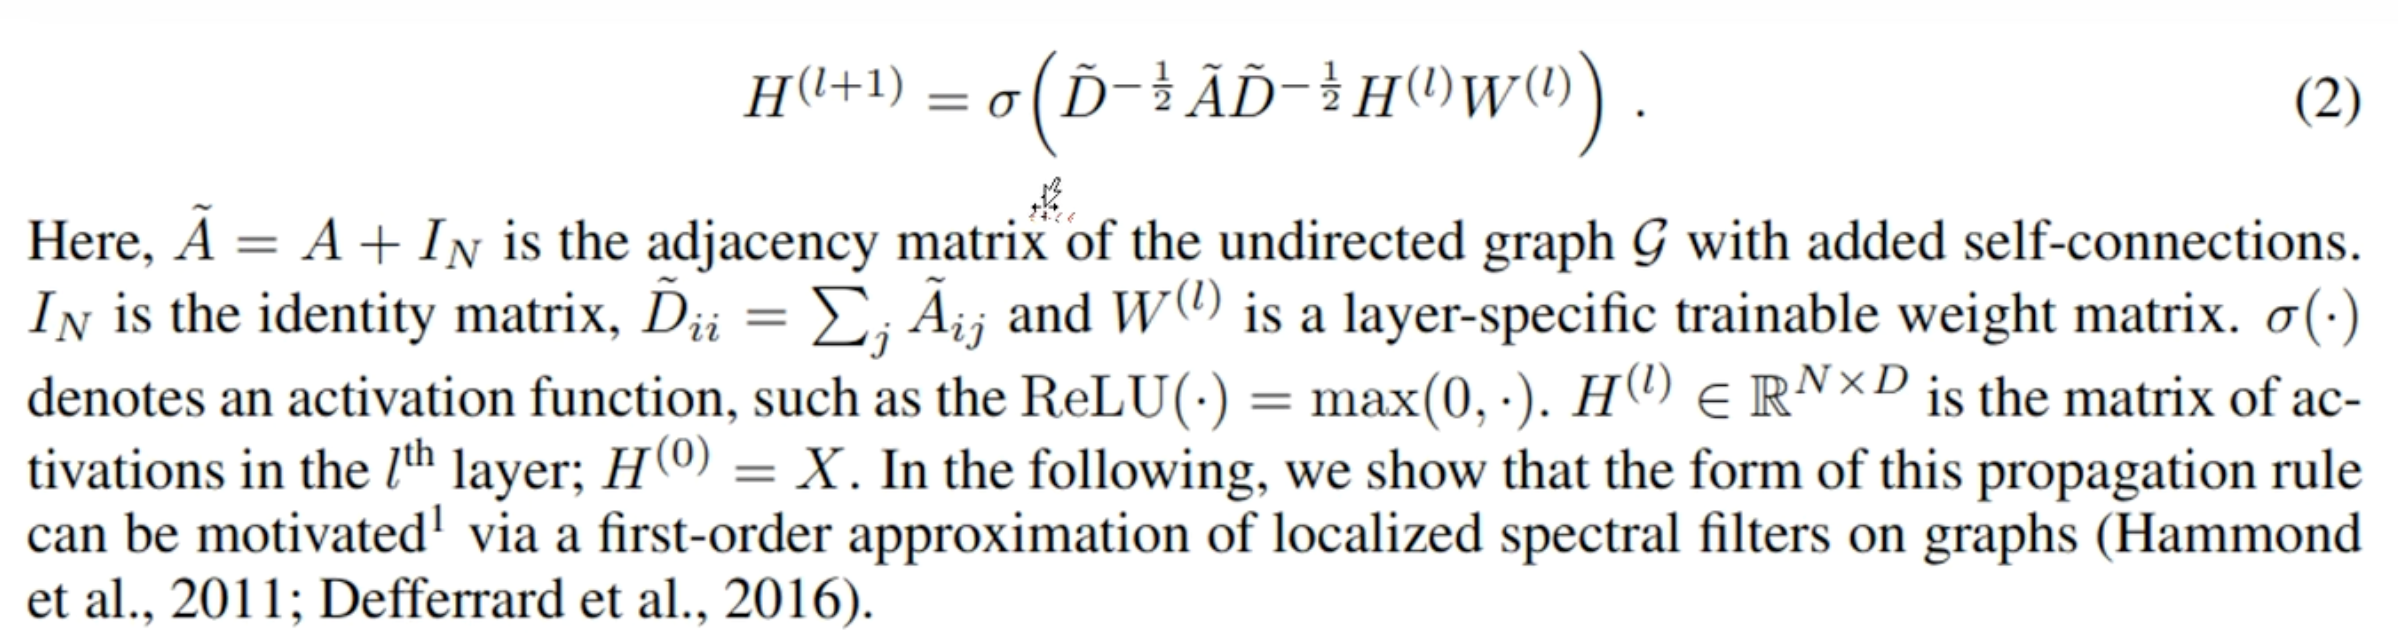 H^{(l+1)} = σ( D̃^{-1/2} Ã D̃^{-1/2} H^{(l)} W^{(l)} ) . (2)
Here, Ã = A + I_N is the adjacency matrix of the undirected graph 𝒢 with added self-connections.
I_N is the identity matrix, D̃_{ii} = ∑_j Ã_{ij} and W^{(l)} is a layer-specific trainable weight matrix. σ(·)
denotes an activation function, such as the ReLU(·) = max(0, ·). H^{(l)} ∈ ℝ^{N×D} is the matrix of ac-
tivations in the l^{th} layer; H^{(0)} = X. In the following, we show that the form of this propagation rule
can be motivated^1 via a first-order approximation of localized spectral filters on graphs (Hammond
et al., 2011; Defferrard et al., 2016).